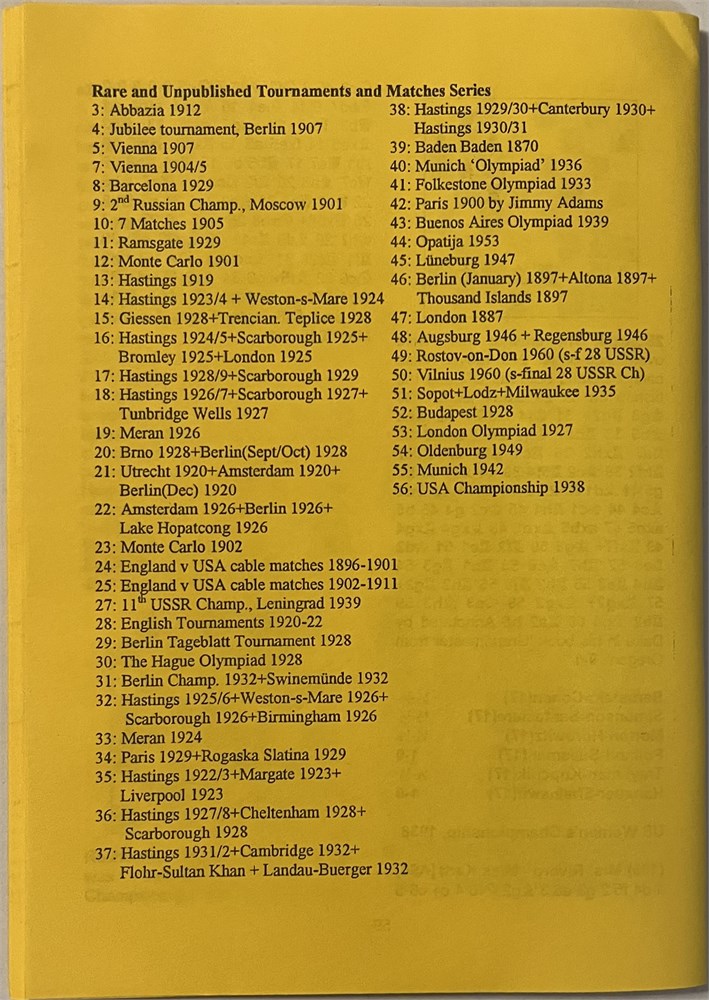 Rare and Unpublished Tournaments and Matches Series
3: Abbazia 1912
4: Jubilee tournament, Berlin 1907
5: Vienna 1907
7: Vienna 1904/5
8: Barcelona 1929
9: 2nd Russian Champ., Moscow 1901
10: 7 Matches 1905
11: Ramsgate 1929
12: Monte Carlo 1901
13: Hastings 1919
14: Hastings 1923/4 + Weston-s-Mare 1924
15: Giessen 1928+Trencian. Teplice 1928
16: Hastings 1924/5+Scarborough 1925+
Bromley 1925+London 1925
17: Hastings 1928/9+Scarborough 1929
18: Hastings 1926/7+Scarborough 1927+
Tunbridge Wells 1927
19: Meran 1926
20: Brno 1928+Berlin(Sept/Oct) 1928
21: Utrecht 1920+Amsterdam 1920+
Berlin(Dec) 1920
22: Amsterdam 1926+Berlin 1926+
Lake Hopatcong 1926
23: Monte Carlo 1902
24: England v USA cable matches 1896-1901
25: England v USA cable matches 1902-1911
27: 11th USSR Champ., Leningrad 1939
28: English Tournaments 1920-22
29: Berlin Tageblatt Tournament 1928
30: The Hague Olympiad 1928
31: Berlin Champ. 1932+Swinemünde 1932
32: Hastings 1925/6+Weston-s-Mare 1926+
Scarborough 1926+Birmingham 1926
33: Meran 1924
34: Paris 1929+Rogaska Slatina 1929
35: Hastings 1922/3+Margate 1923+
Liverpool 1923
36: Hastings 1927/8+Cheltenham 1928+
Scarborough 1928
37: Hastings 1931/2+Cambridge 1932+
Flohr-Sultan Khan + Landau-Buerger 1932
38: Hastings 1929/30+Canterbury 1930+
Hastings 1930/31
39: Baden Baden 1870
40: Munich ‘Olympiad’ 1936
41: Folkestone Olympiad 1933
42: Paris 1900 by Jimmy Adams
43: Buenos Aires Olympiad 1939
44: Opatija 1953
45: Lüneburg 1947
46: Berlin (January) 1897+Altona 1897+
Thousand Islands 1897
47: London 1887
48: Augsburg 1946 + Regensburg 1946
49: Rostov-on-Don 1960 (s-f 28 USSR)
50: Vilnius 1960 (s-final 28 USSR Ch)
51: Sopot+Lodz+Milwaukee 1935
52: Budapest 1928
53: London Olympiad 1927
54: Oldenburg 1949
55: Munich 1942
56: USA Championship 1938